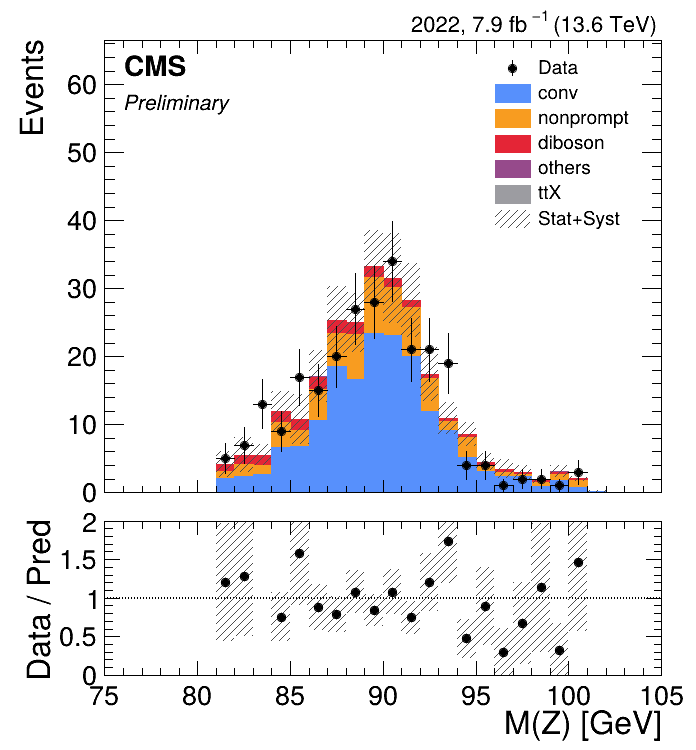 2022, 7.9 fb⁻¹ (13.6 TeV)
CMS
Preliminary
Events
60
50
40
30
20
10
0
Data
conv
nonprompt
diboson
others
ttX
Stat+Syst
Data / Pred
2
1.5
1
0.5
0
75
80
85
90
95
100
105
M(Z) [GeV]